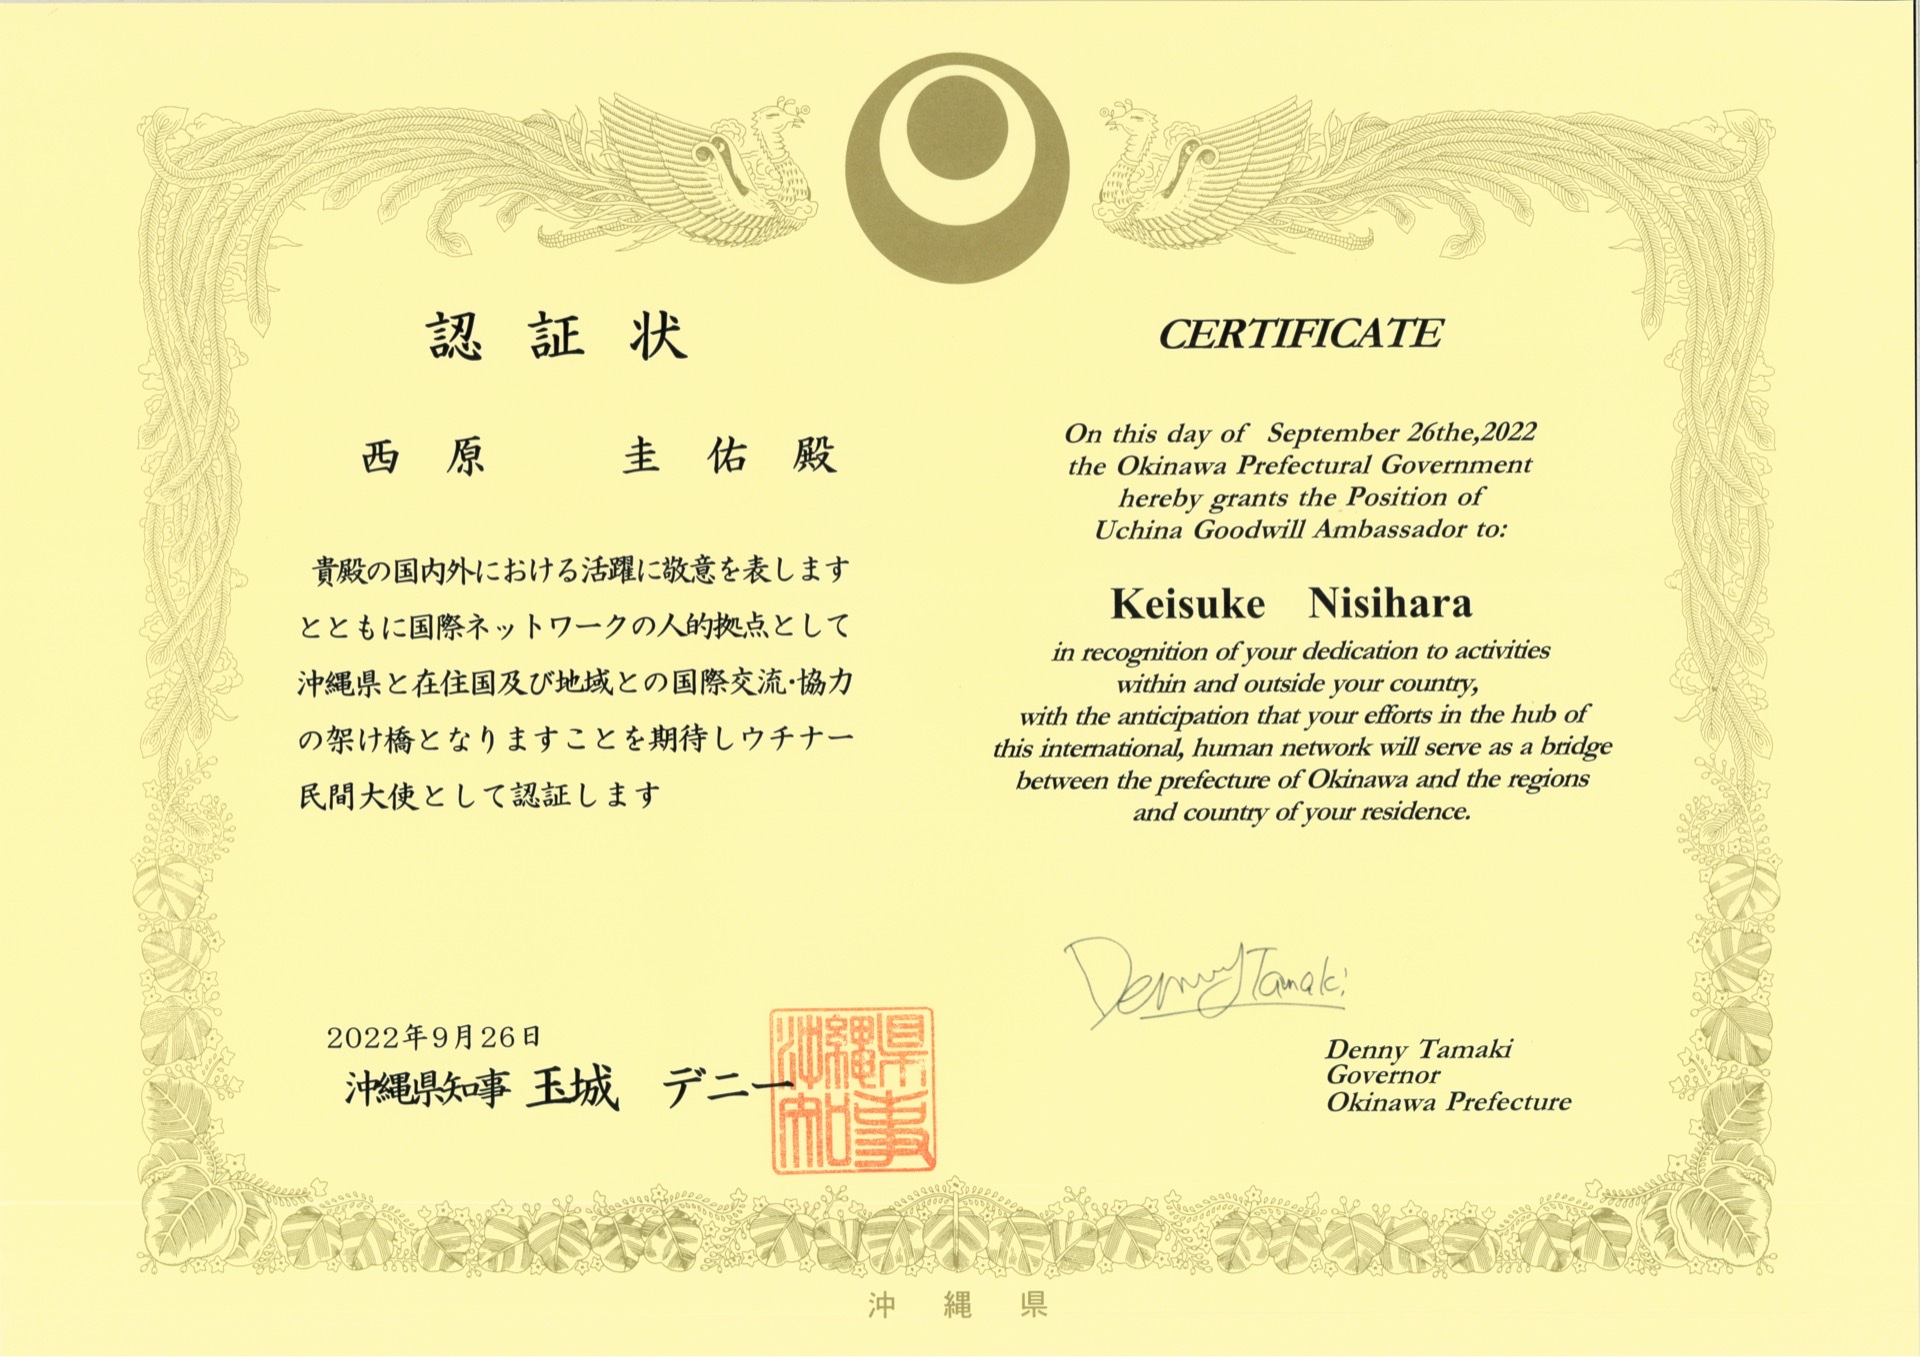 認証状
西原 圭佑 殿
貴殿の国内外における活躍に敬意を表します
とともに国際ネットワークの人的拠点として
沖縄県と在住国及び地域との国際交流・協力
の架け橋となりますことを期待しウチナー
民間大使として認証します
2022年9月26日
沖縄県知事 玉城 デニー
沖縄県
知事
CERTIFICATE
On this day of September 26the,2022
the Okinawa Prefectural Government
hereby grants the Position of
Uchina Goodwill Ambassador to:
Keisuke Nisihara
in recognition of your dedication to activities
within and outside your country,
with the anticipation that your efforts in the hub of
this international, human network will serve as a bridge
between the prefecture of Okinawa and the regions
and country of your residence.
Denny Tamaki
Denny Tamaki
Governor
Okinawa Prefecture
沖縄県